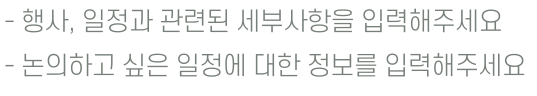 - 행사, 일정과 관련된 세부사항을 입력해주세요
- 논의하고 싶은 일정에 대한 정보를 입력해주세요